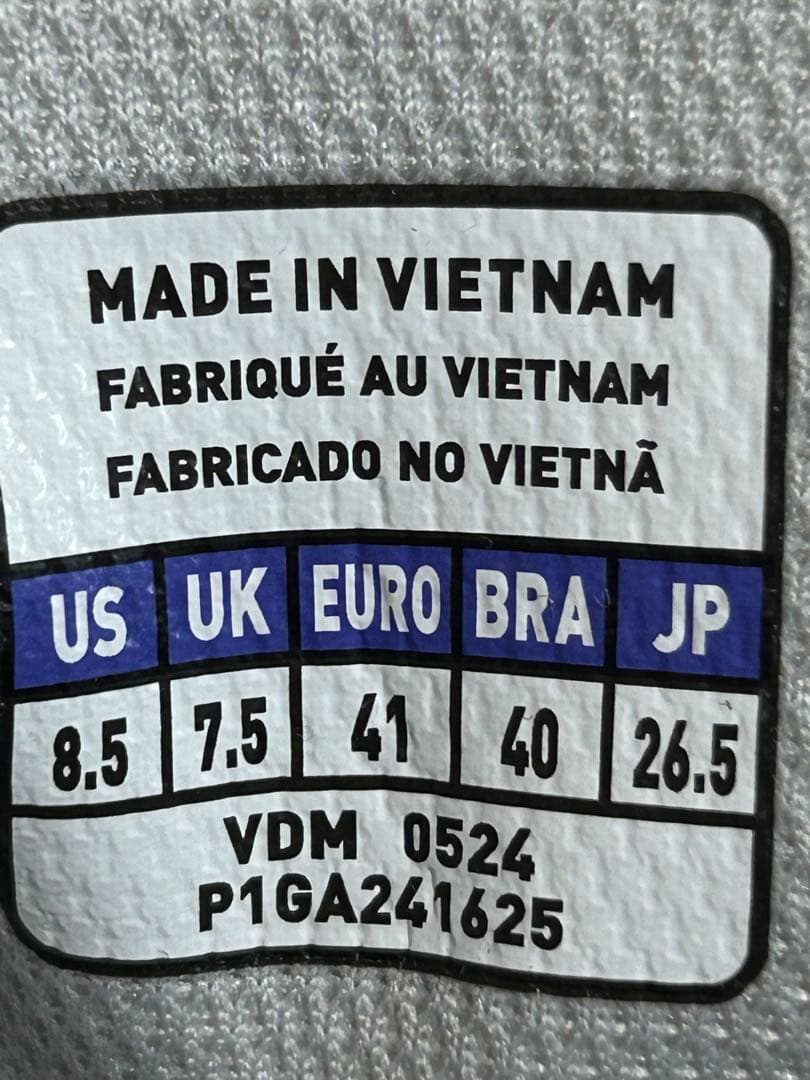 MADE IN VIETNAM
FABRIQUÉ AU VIETNAM
FABRICADO NO VIETNÃ
US UK EURO BRA JP
8.5 7.5 41 40 26.5
VDM 0524
P1GA241625